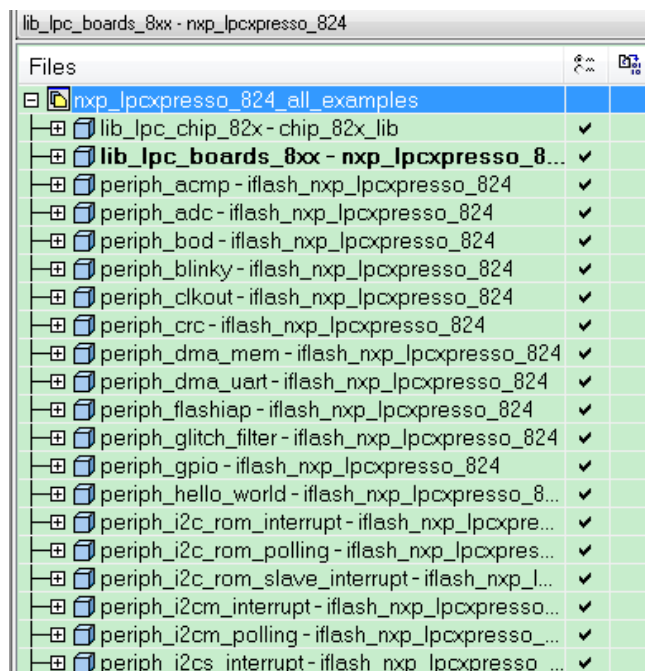 lib_lpc_boards_8xx - nxp_lpcxpresso_824
Files
nxp_lpcxpresso_824_all_examples
lib_lpc_chip_82x - chip_82x_lib
lib_lpc_boards_8xx - nxp_lpcxpresso_8...
periph_acmp - iflash_nxp_lpcxpresso_824
periph_adc - iflash_nxp_lpcxpresso_824
periph_bod - iflash_nxp_lpcxpresso_824
periph_blinky - iflash_nxp_lpcxpresso_824
periph_clkout - iflash_nxp_lpcxpresso_824
periph_crc - iflash_nxp_lpcxpresso_824
periph_dma_mem - iflash_nxp_lpcxpresso_824
periph_dma_uart - iflash_nxp_lpcxpresso_824
periph_flashiap - iflash_nxp_lpcxpresso_824
periph_glitch_filter - iflash_nxp_lpcxpresso_824
periph_gpio - iflash_nxp_lpcxpresso_824
periph_hello_world - iflash_nxp_lpcxpresso_8...
periph_i2c_rom_interrupt - iflash_nxp_lpcxpre...
periph_i2c_rom_polling - iflash_nxp_lpcxpres...
periph_i2c_rom_slave_interrupt - iflash_nxp_l...
periph_i2cm_interrupt - iflash_nxp_lpcxpresso...
periph_i2cm_polling - iflash_nxp_lpcxpresso_...
periph_i2cs_interrupt - iflash_nxp_lpcxpresso_...